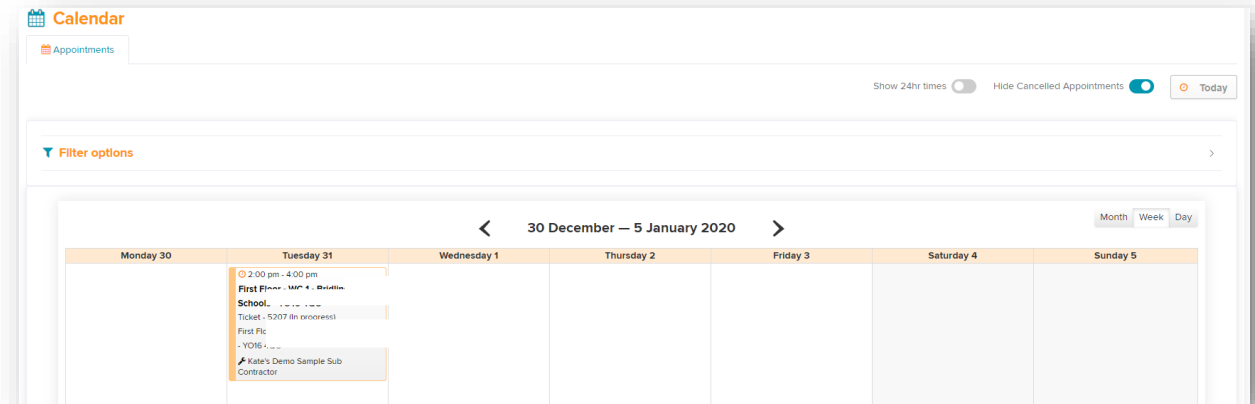 Calendar
Appointments
Show 24hr times
Hide Cancelled Appointments
Today
Filter options
30 December — 5 January 2020
Month Week Day
Monday 30 Tuesday 31 Wednesday 1 Thursday 2 Friday 3 Saturday 4 Sunday 5
2:00 pm - 4:00 pm
First Floor - WC 1 -
School
Ticket - 5207 (In progress)
First
- YO16
Kate's Demo Sample Sub
Contractor